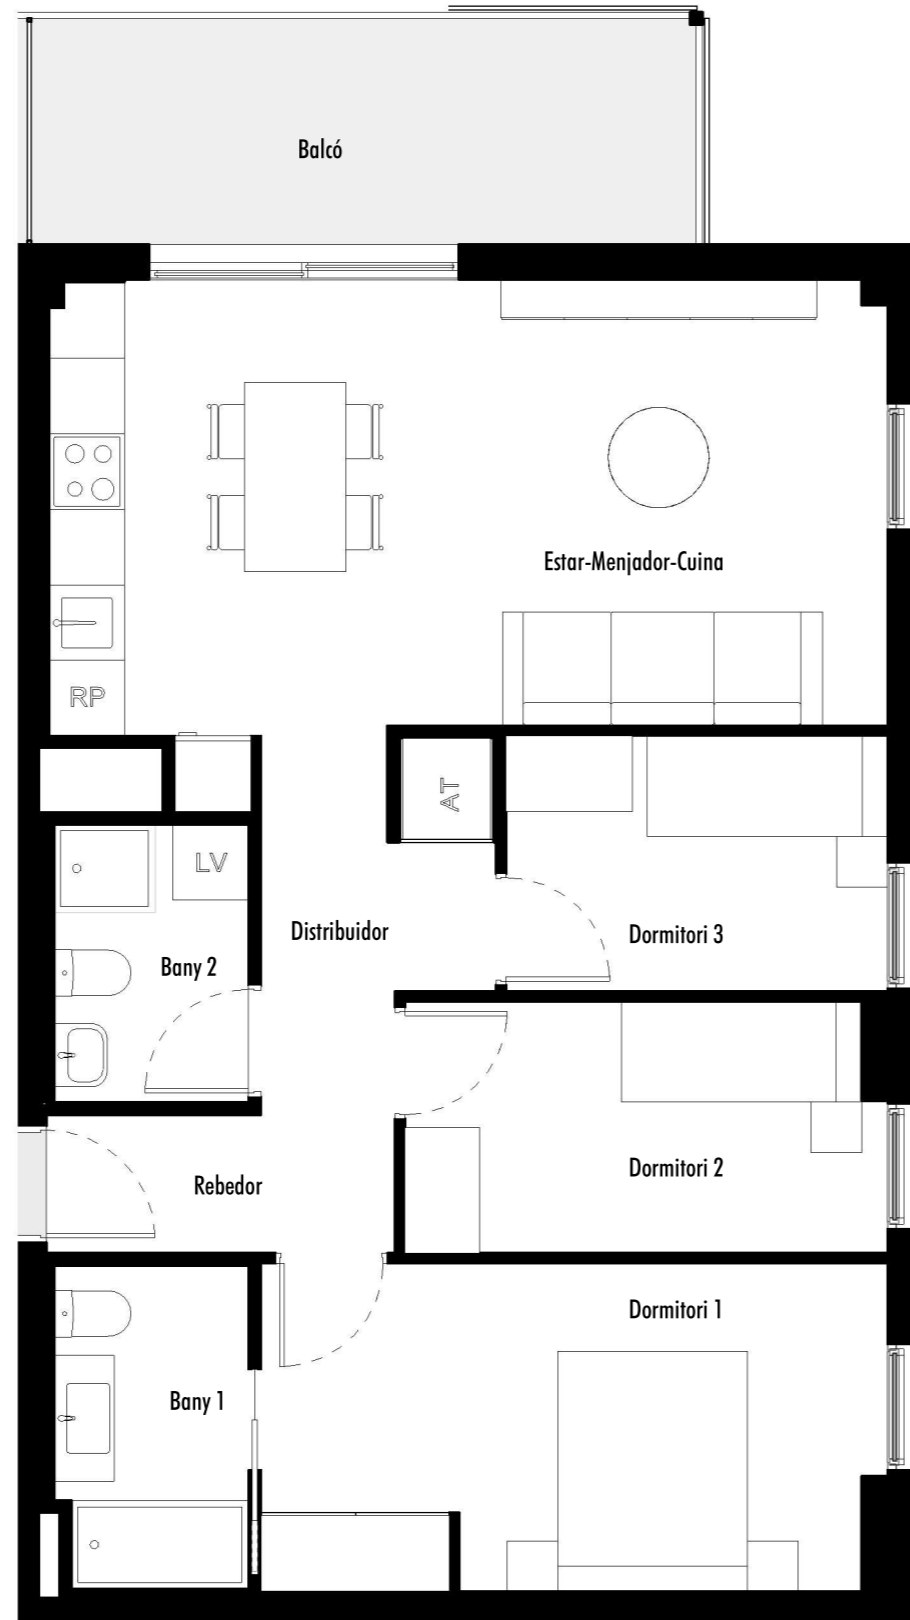 Balcó
Estar-Menjador-Cuina
RP
AT
LV
Distribuidor
Dormitori 3
Bany 2
Dormitori 2
Rebedor
Dormitori 1
Bany 1